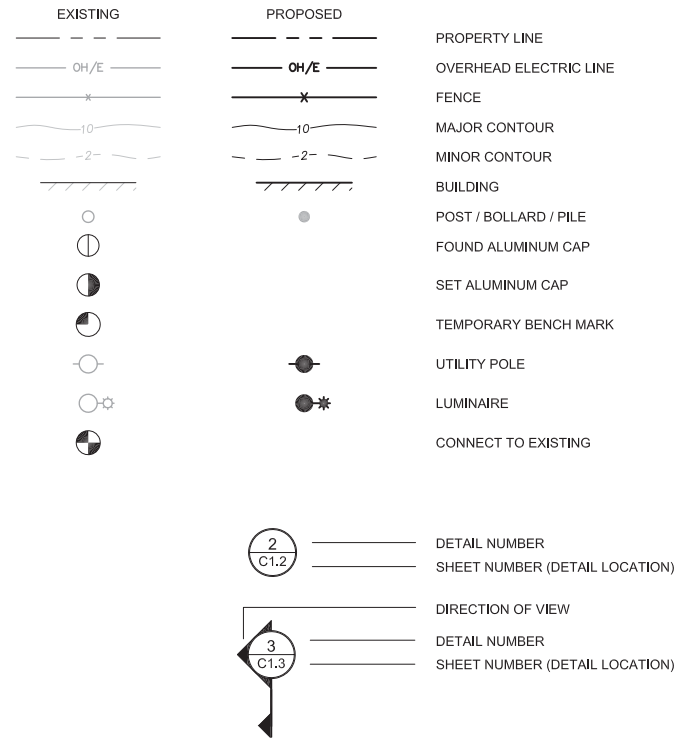 EXISTING PROPOSED
PROPERTY LINE
OH/E OH/E OVERHEAD ELECTRIC LINE
x x FENCE
10 10 MAJOR CONTOUR
2 2 MINOR CONTOUR
BUILDING
POST / BOLLARD / PILE
FOUND ALUMINUM CAP
SET ALUMINUM CAP
TEMPORARY BENCH MARK
UTILITY POLE
LUMINAIRE
CONNECT TO EXISTING
2 DETAIL NUMBER
C1.2 SHEET NUMBER (DETAIL LOCATION)
DIRECTION OF VIEW
3 DETAIL NUMBER
C1.3 SHEET NUMBER (DETAIL LOCATION)